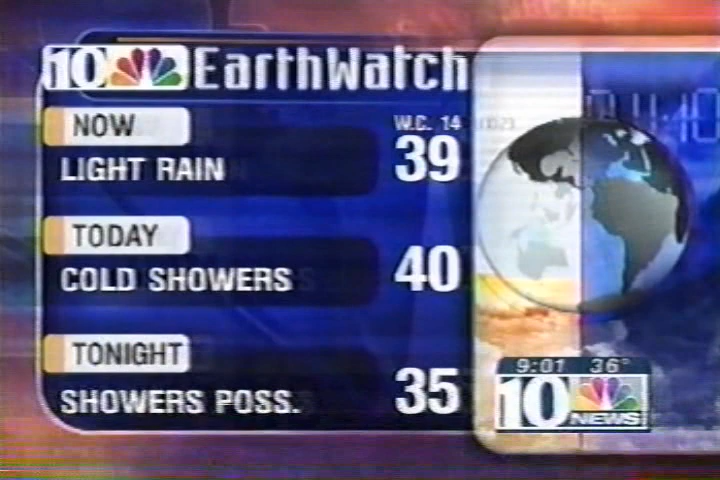 10 EarthWatch
NOW
W.C. 14
LIGHT RAIN 39
TODAY
COLD SHOWERS 40
TONIGHT
SHOWERS POSS. 35
9:01 36°
10
NEWS